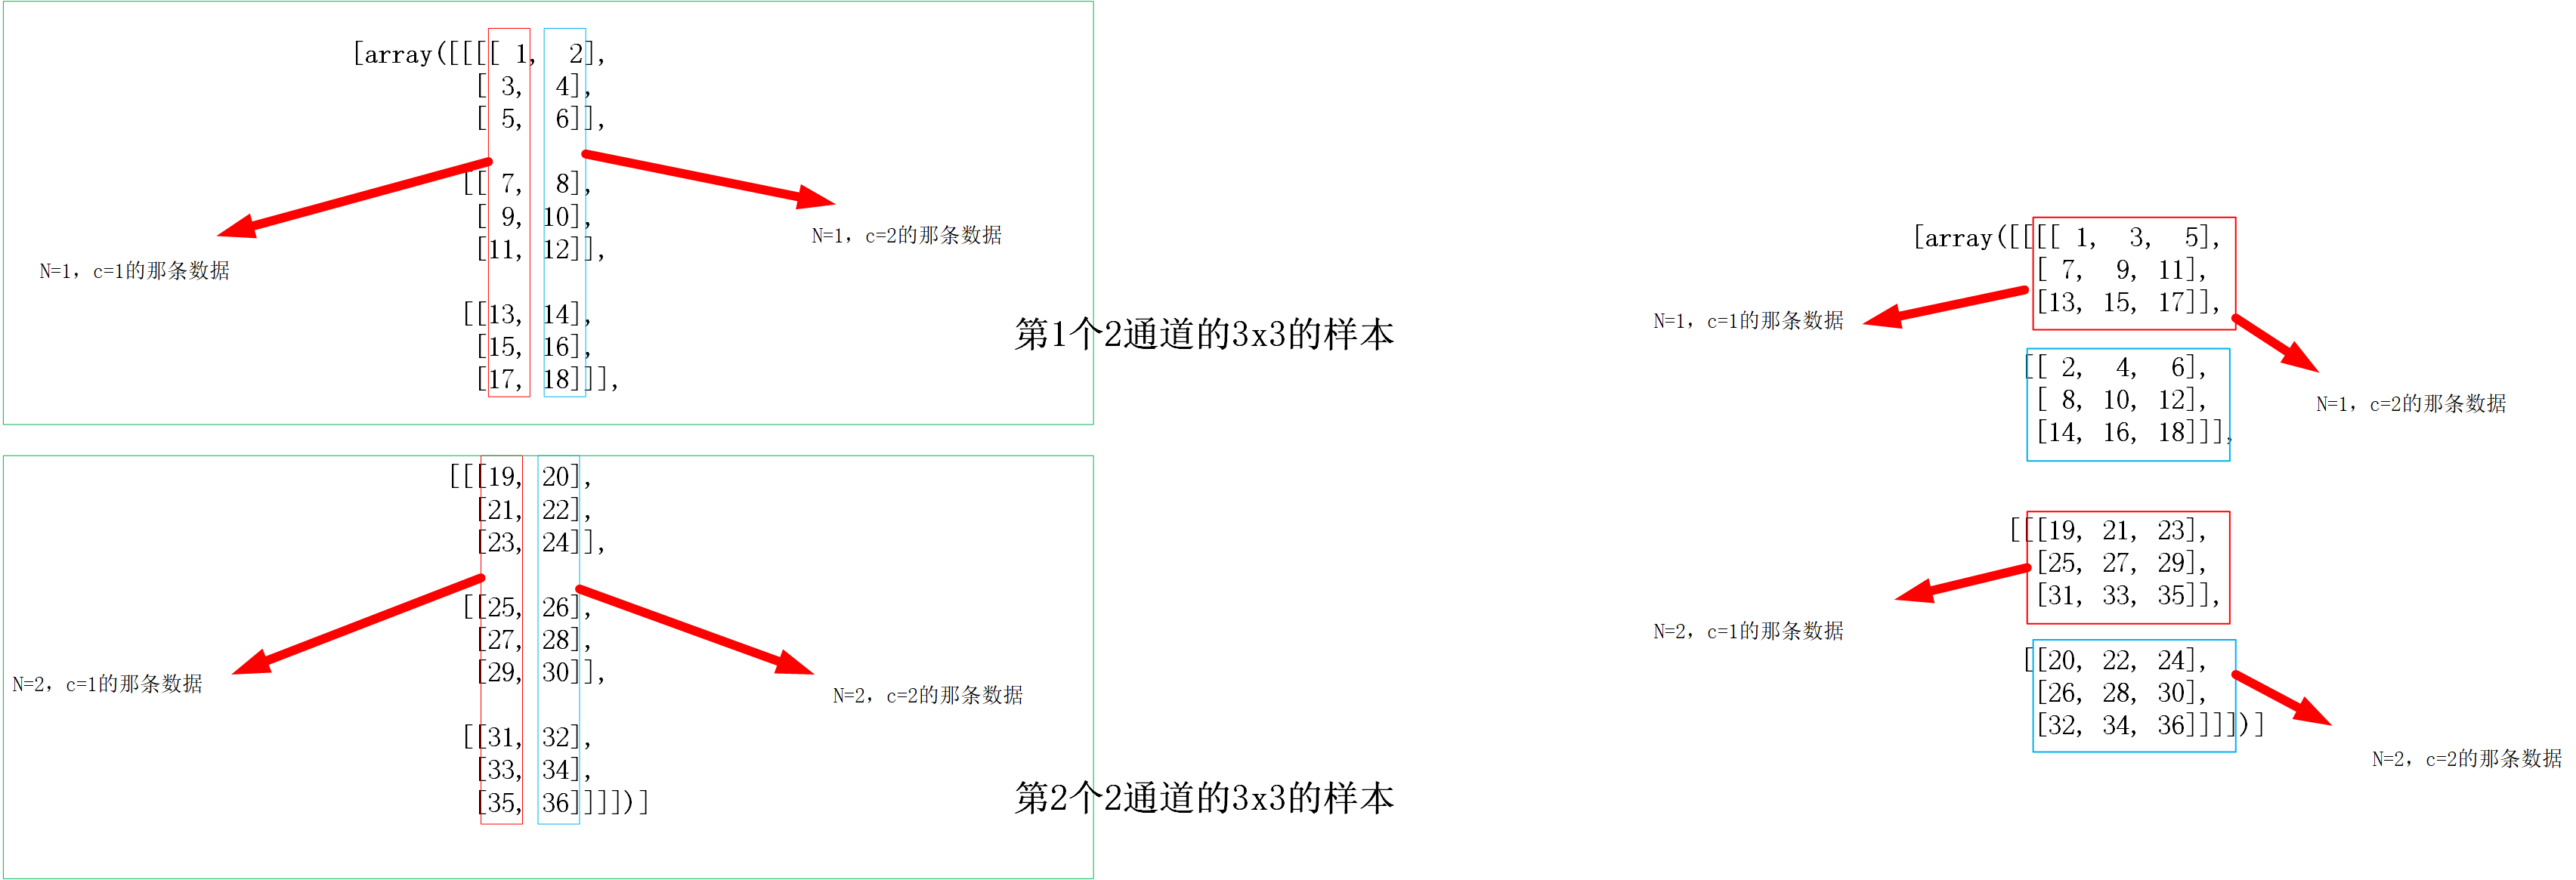 [array([[[[ 1,  2],
[ 3,  4],
[ 5,  6]],
[[ 7,  8],
[ 9, 10],
[11, 12]],
[[13, 14],
[15, 16],
[17, 18]]],
N=1, c=1的那条数据
N=1, c=2的那条数据
第1个2通道的3x3的样本
[[[19, 20],
[21, 22],
[23, 24]],
[[25, 26],
[27, 28],
[29, 30]],
[[31, 32],
[33, 34],
[35, 36]]]])]
N=2, c=1的那条数据
N=2, c=2的那条数据
第2个2通道的3x3的样本
[array([[[[ 1,  3,  5],
[ 7,  9, 11],
[13, 15, 17]],
N=1, c=1的那条数据
[[ 2,  4,  6],
[ 8, 10, 12],
[14, 16, 18]]],
N=1, c=2的那条数据
[[[19, 21, 23],
[25, 27, 29],
[31, 33, 35]],
N=2, c=1的那条数据
[[20, 22, 24],
[26, 28, 30],
[32, 34, 36]]]])]
N=2, c=2的那条数据